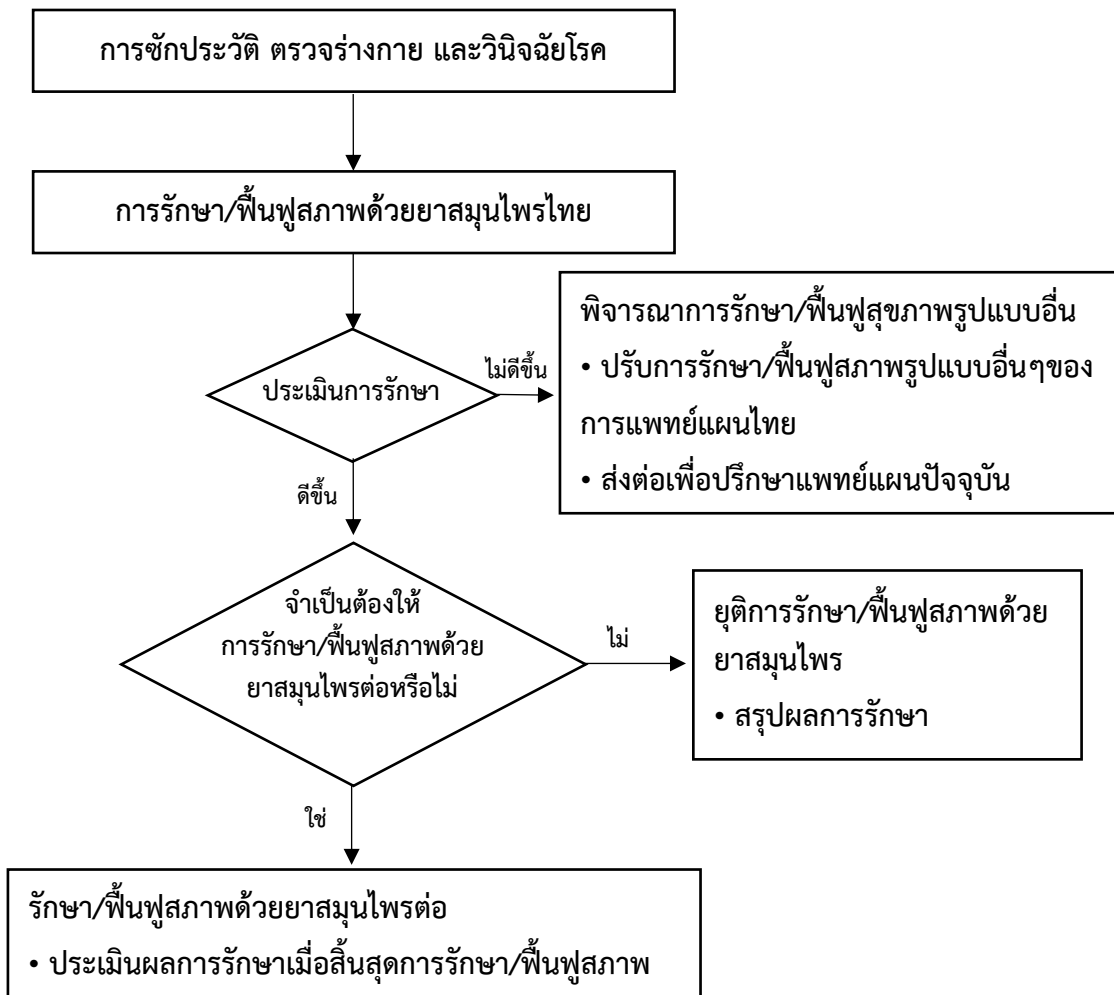 การซักประวัติ ตรวจร่างกาย และวินิจฉัยโรค
การรักษา/ฟื้นฟูสภาพด้วยยาสมุนไพรไทย
ประเมินการรักษา
ไม่ดีขึ้น
พิจารณาการรักษา/ฟื้นฟูสุขภาพรูปแบบอื่น
• ปรับการรักษา/ฟื้นฟูสภาพรูปแบบอื่นๆของ
การแพทย์แผนไทย
• ส่งต่อเพื่อปรึกษาแพทย์แผนปัจจุบัน
ดีขึ้น
จำเป็นต้องให้
การรักษา/ฟื้นฟูสภาพด้วย
ยาสมุนไพรต่อหรือไม่
ไม่
ยุติการรักษา/ฟื้นฟูสภาพด้วย
ยาสมุนไพร
• สรุปผลการรักษา
ใช่
รักษา/ฟื้นฟูสภาพด้วยยาสมุนไพรต่อ
• ประเมินผลการรักษาเมื่อสิ้นสุดการรักษา/ฟื้นฟูสภาพ